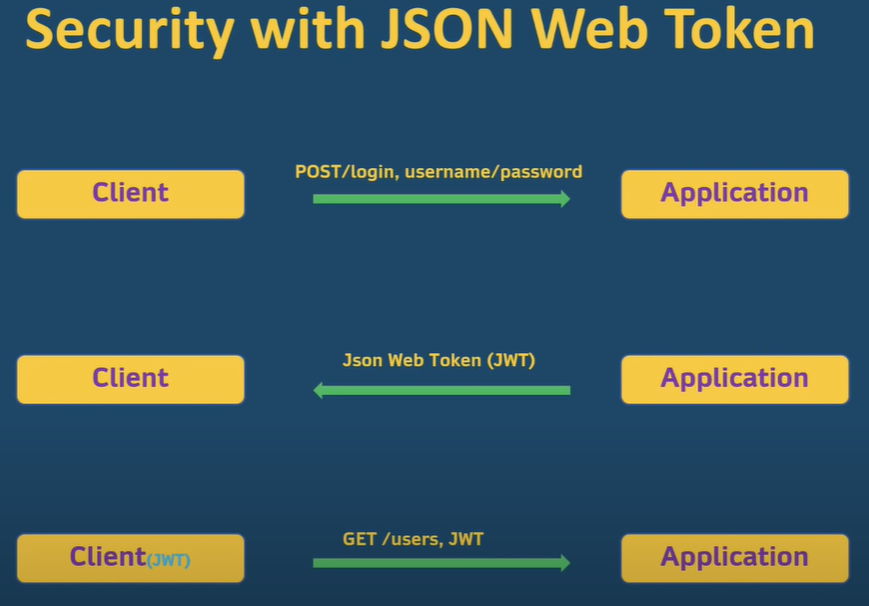 Security with JSON Web Token
POST/login, username/password
Client
Application
Json Web Token (JWT)
Client
Application
GET /users, JWT
Client(JWT)
Application